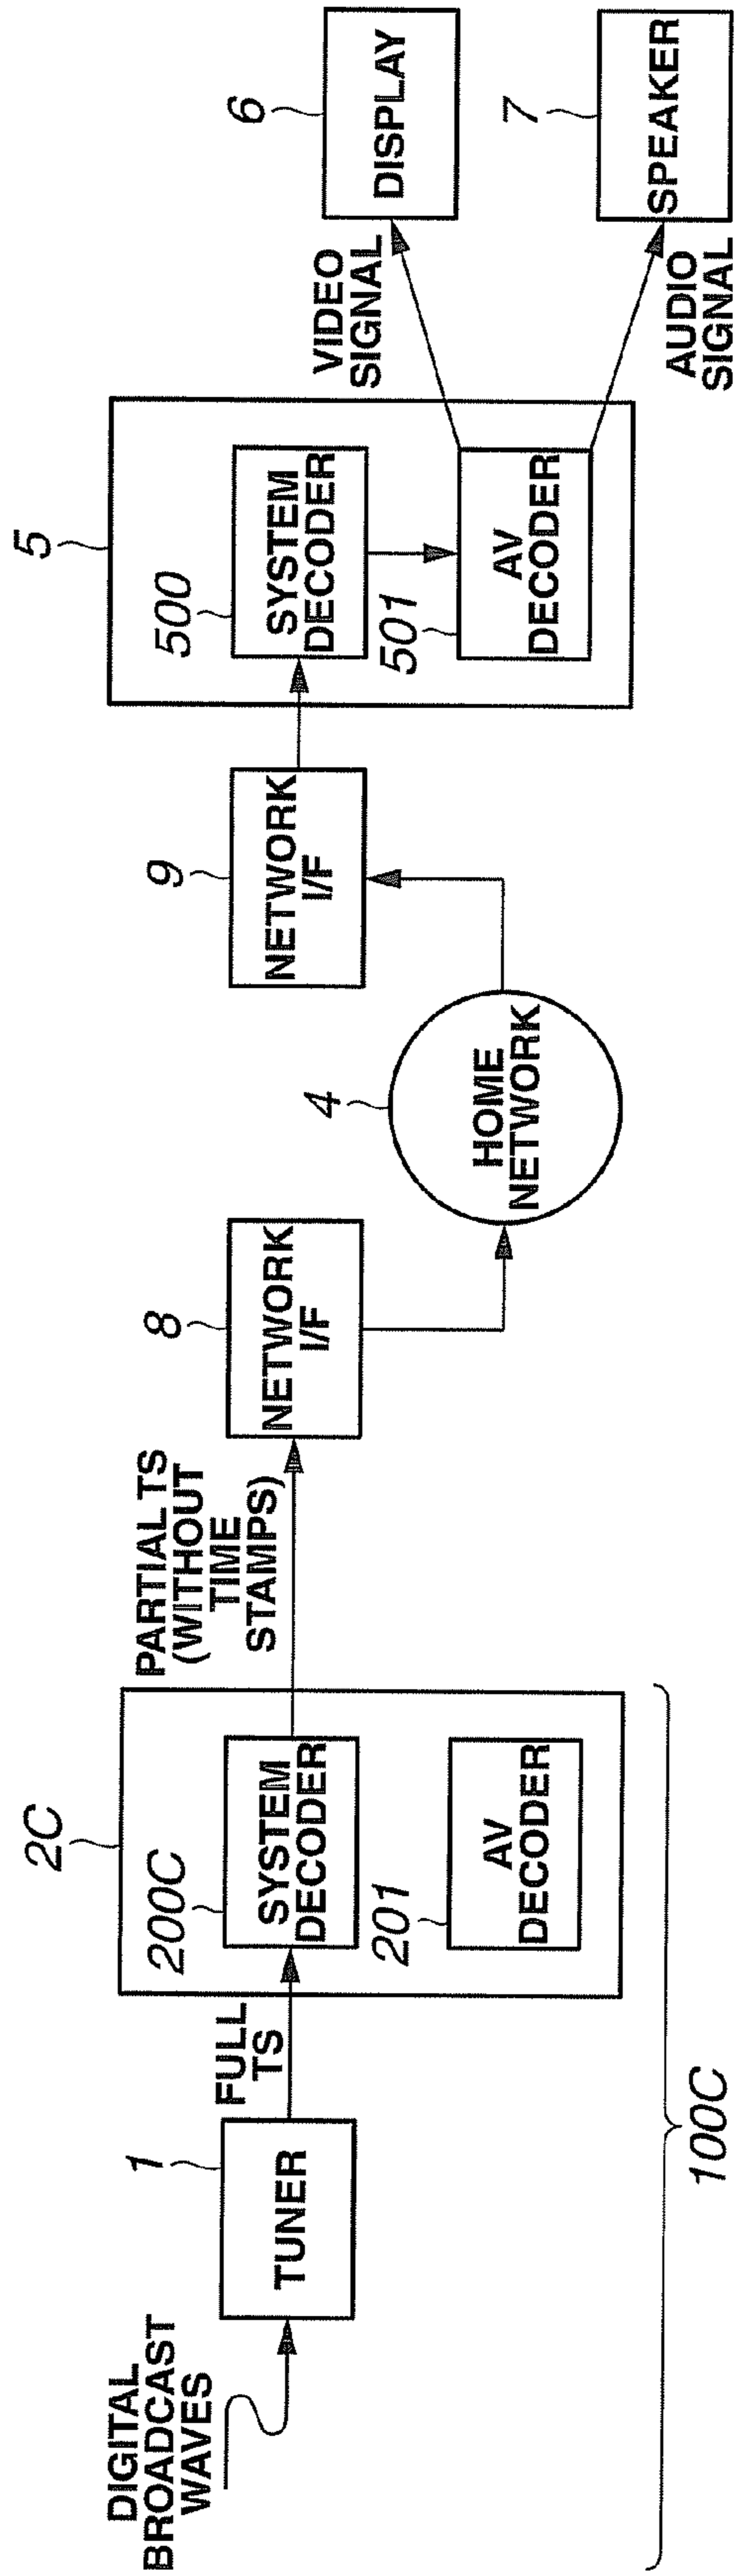 DIGITAL
BROADCAST
WAVES
1
TUNER
FULL
TS
2C
200C
SYSTEM
DECODER
201
AV
DECODER
100C
PARTIAL TS
(WITHOUT
TIME
STAMPS)
8
NETWORK
I/F
4
HOME
NETWORK
9
NETWORK
I/F
5
500
SYSTEM
DECODER
501
AV
DECODER
VIDEO
SIGNAL
6
DISPLAY
AUDIO
SIGNAL
7
SPEAKER